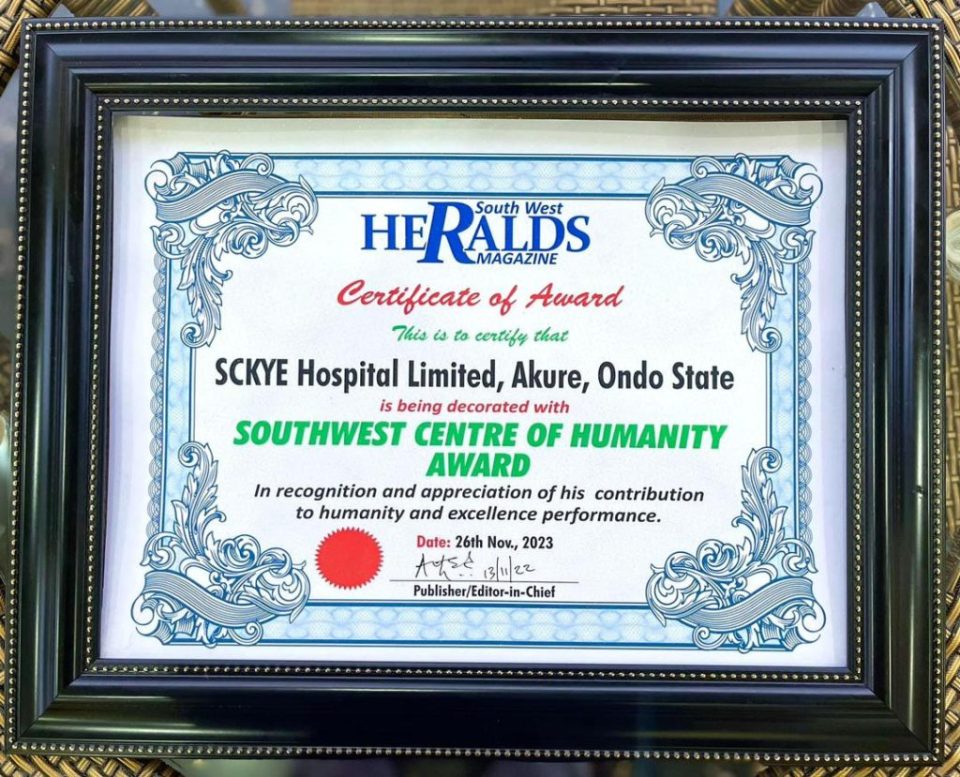 South West
HERALDS
MAGAZINE
Certificate of Award
This is to certify that
SCKYE Hospital Limited, Akure, Ondo State
is being decorated with
SOUTHWEST CENTRE OF HUMANITY
AWARD
In recognition and appreciation of his contribution
to humanity and excellence performance.
Date: 26th Nov., 2023
13/11/22
Publisher/Editor-in-Chief